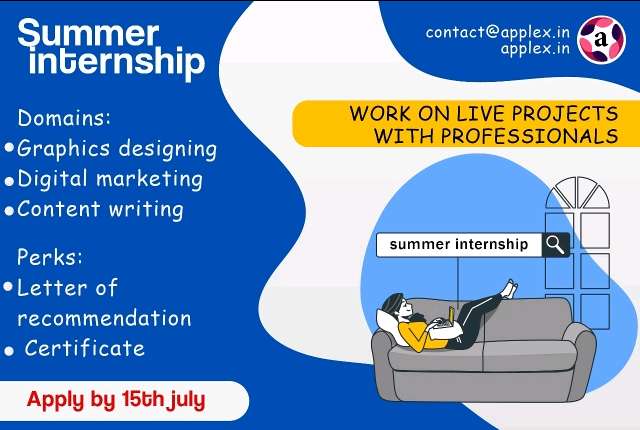 Summer
internship
contact@applex.in
applex.in
a
WORK ON LIVE PROJECTS
WITH PROFESSIONALS
Domains:
•Graphics designing
•Digital marketing
•Content writing
Perks:
•Letter of
recommendation
• Certificate
summer internship
Apply by 15th july